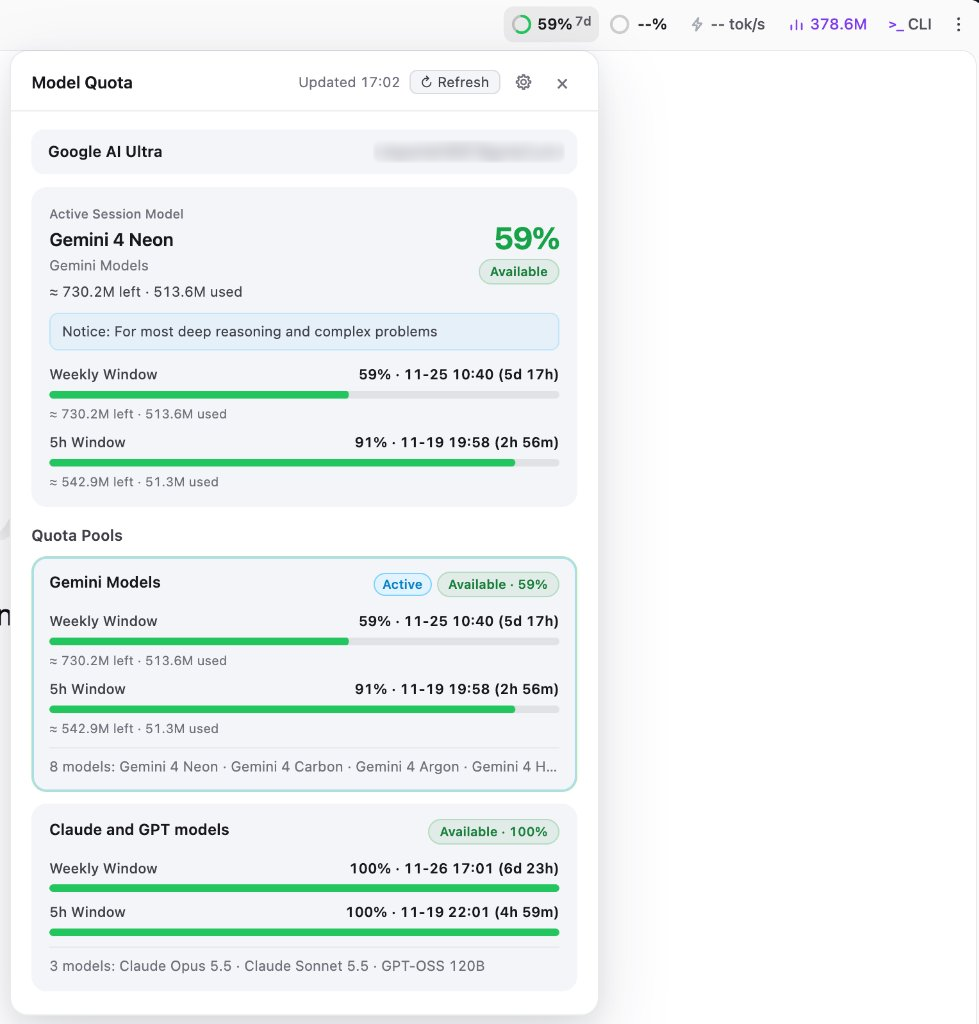 59% 7d --% -- tok/s 378.6M >_ CLI
Model Quota Updated 17:02 Refresh
Google AI Ultra
Active Session Model
Gemini 4 Neon 59%
Gemini Models Available
≈ 730.2M left · 513.6M used
Notice: For most deep reasoning and complex problems
Weekly Window 59% · 11-25 10:40 (5d 17h)
≈ 730.2M left · 513.6M used
5h Window 91% · 11-19 19:58 (2h 56m)
≈ 542.9M left · 51.3M used
Quota Pools
Gemini Models Active Available · 59%
Weekly Window 59% · 11-25 10:40 (5d 17h)
≈ 730.2M left · 513.6M used
5h Window 91% · 11-19 19:58 (2h 56m)
≈ 542.9M left · 51.3M used
8 models: Gemini 4 Neon · Gemini 4 Carbon · Gemini 4 Argon · Gemini 4 H...
Claude and GPT models Available · 100%
Weekly Window 100% · 11-26 17:01 (6d 23h)
5h Window 100% · 11-19 22:01 (4h 59m)
3 models: Claude Opus 5.5 · Claude Sonnet 5.5 · GPT-OSS 120B